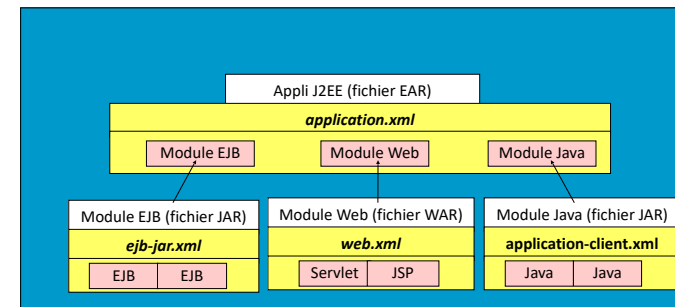 Appli J2EE (fichier EAR)
application.xml
Module EJB
Module Web
Module Java
Module EJB (fichier JAR)
Module Web (fichier WAR)
Module Java (fichier JAR)
ejb-jar.xml
web.xml
application-client.xml
EJB
EJB
Servlet
JSP
Java
Java